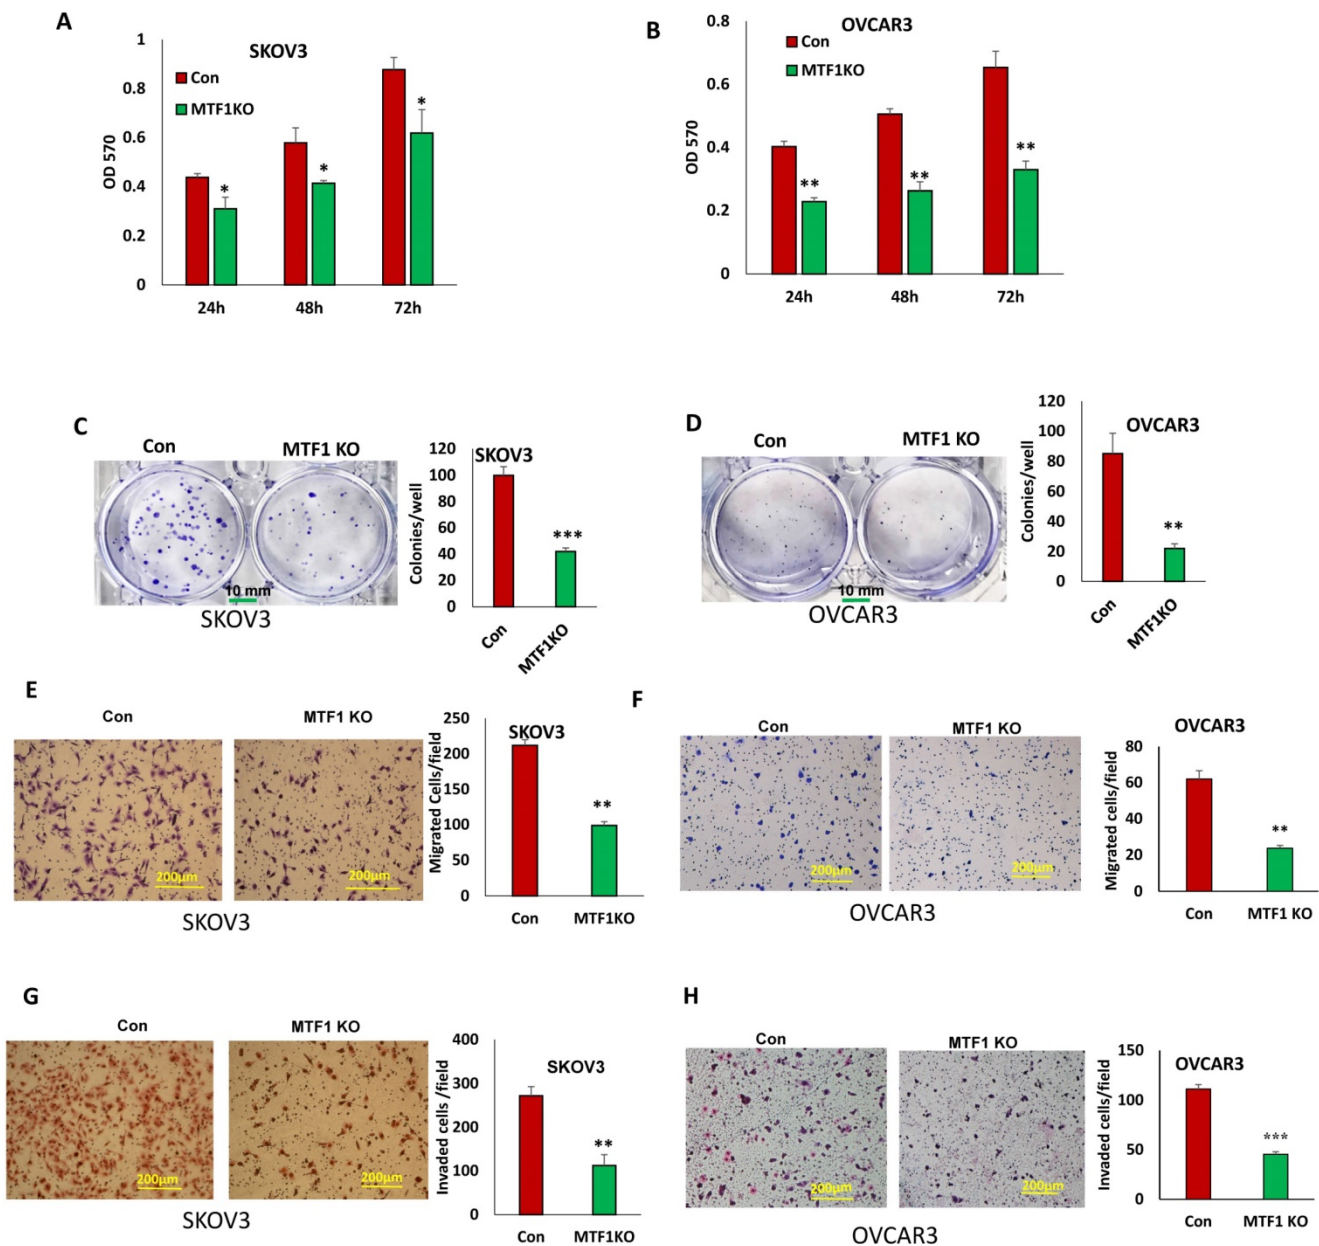 A
SKOV3
Con
MTF1KO
OD 570
1
0.8
0.6
0.4
0.2
0
*
*
*
24h
48h
72h
B
OVCAR3
Con
MTF1KO
OD 570
0.8
0.6
0.4
0.2
0
**
**
**
24h
48h
72h
C
Con
MTF1 KO
10 mm
SKOV3
SKOV3
Colonies/well
120
100
80
60
40
20
0
***
Con
MTF1KO
D
Con
MTF1 KO
10 mm
OVCAR3
OVCAR3
Colonies/well
120
100
80
60
40
20
0
**
Con
MTF1KO
E
Con
MTF1 KO
200µm
200µm
SKOV3
SKOV3
Migrated Cells/field
250
200
150
100
50
0
**
Con
MTF1KO
F
Con
MTF1 KO
200µm
200µm
OVCAR3
OVCAR3
Migrated cells/field
80
60
40
20
0
**
Con
MTF1 KO
G
Con
MTF1 KO
200µm
200µm
SKOV3
SKOV3
Invaded cells /field
400
300
200
100
0
**
Con
MTF1KO
H
Con
MTF1 KO
200µm
200µm
OVCAR3
OVCAR3
Invaded cells/field
150
100
50
0
***
Con
MTF1 KO